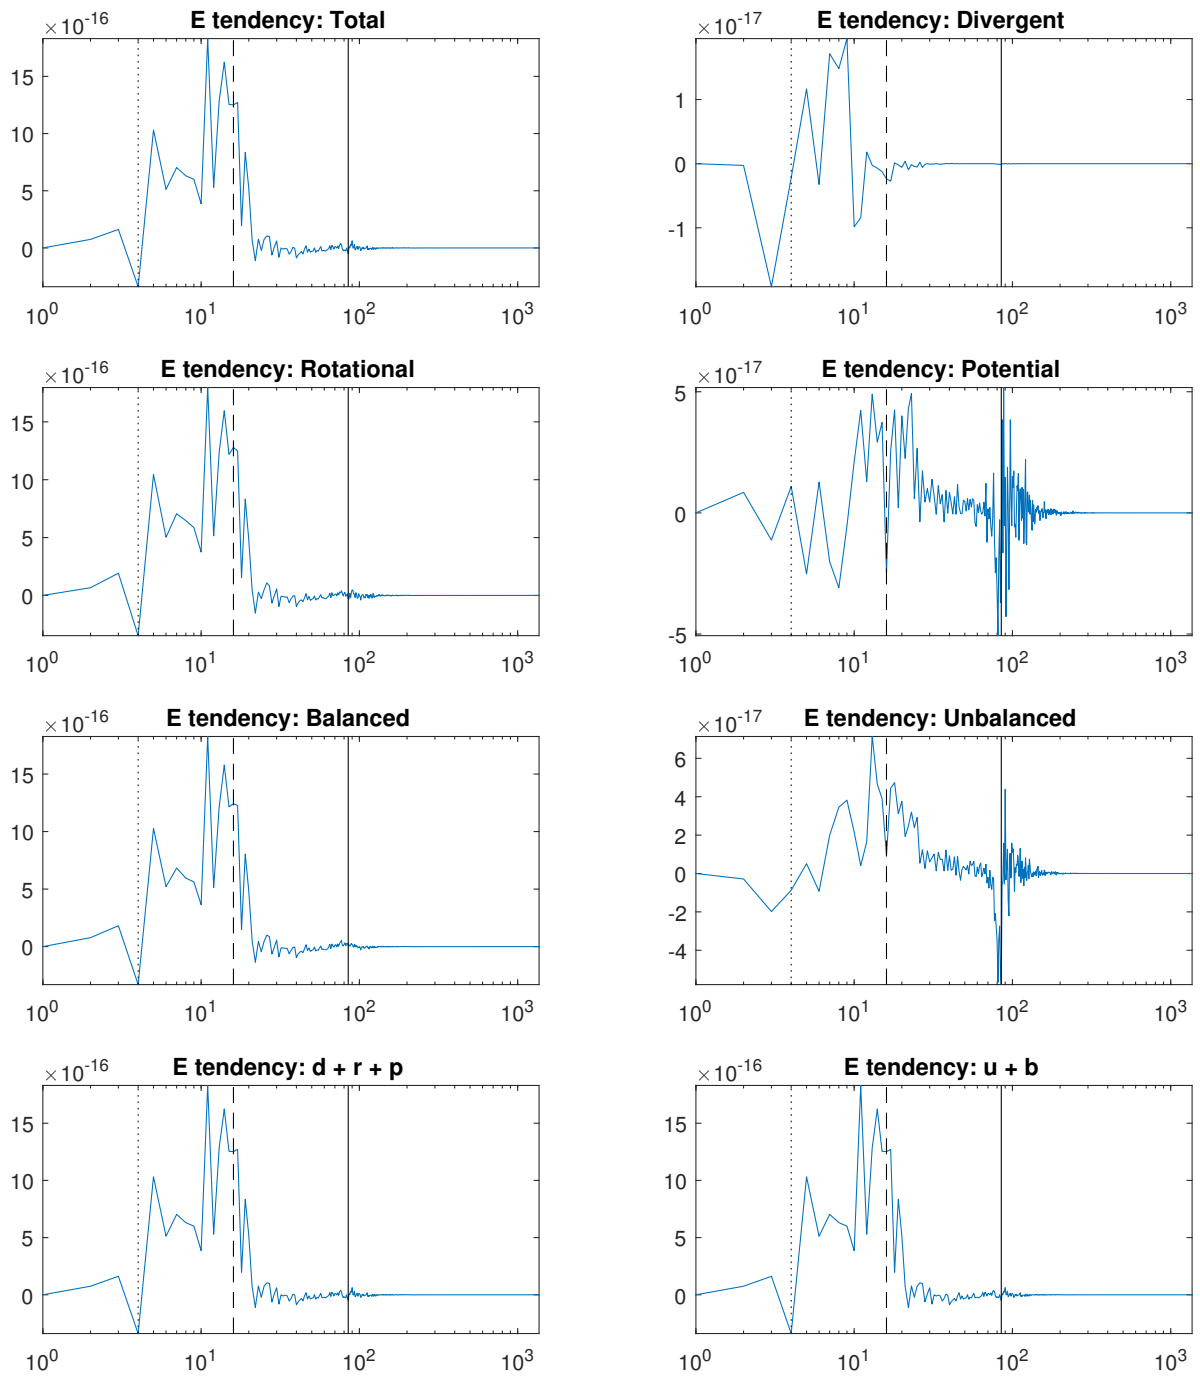 E tendency: Total
×10^-16
15
10
5
0
10^0 10^1 10^2 10^3
E tendency: Divergent
×10^-17
1
0
-1
10^0 10^1 10^2 10^3
E tendency: Rotational
×10^-16
15
10
5
0
10^0 10^1 10^2 10^3
E tendency: Potential
×10^-17
5
0
-5
10^0 10^1 10^2 10^3
E tendency: Balanced
×10^-16
15
10
5
0
10^0 10^1 10^2 10^3
E tendency: Unbalanced
×10^-17
6
4
2
0
-2
-4
10^0 10^1 10^2 10^3
E tendency: d + r + p
×10^-16
15
10
5
0
10^0 10^1 10^2 10^3
E tendency: u + b
×10^-16
15
10
5
0
10^0 10^1 10^2 10^3